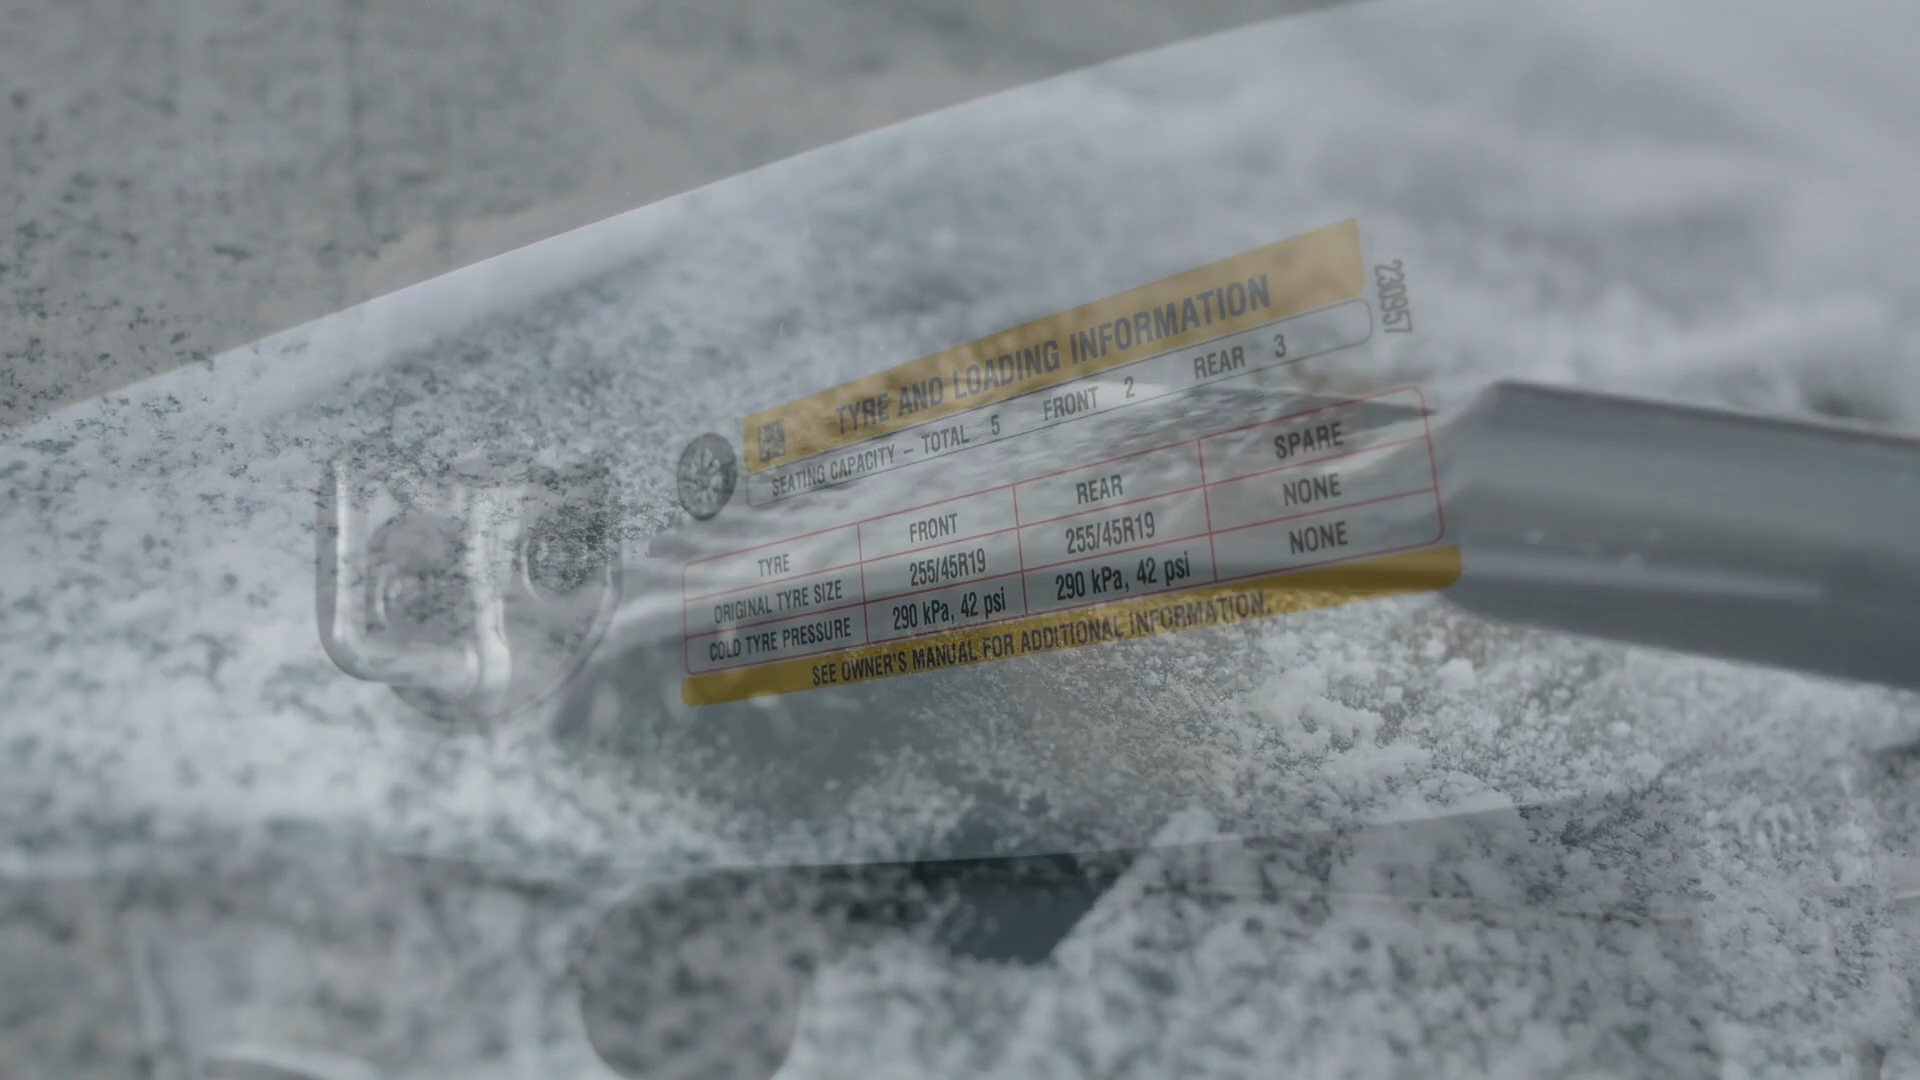 TYRE AND LOADING INFORMATION
230957
SEATING CAPACITY – TOTAL 5 FRONT 2 REAR 3
TYRE FRONT REAR SPARE
ORIGINAL TYRE SIZE 255/45R19 255/45R19 NONE
COLD TYRE PRESSURE 290 kPa, 42 psi 290 kPa, 42 psi NONE
SEE OWNER'S MANUAL FOR ADDITIONAL INFORMATION.